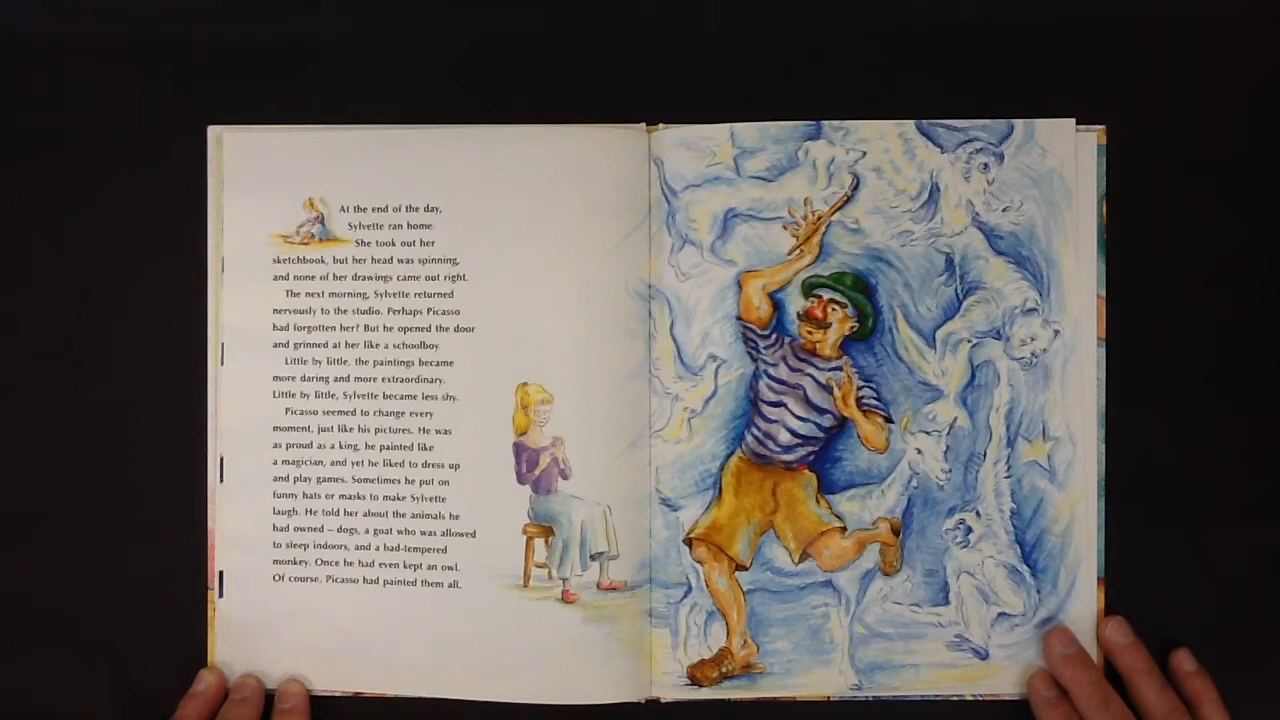 At the end of the day,
Sylvette ran home.
She took out her
sketchbook, but her head was spinning,
and none of her drawings came out right.
The next morning, Sylvette returned
nervously to the studio. Perhaps Picasso
had forgotten her? But he opened the door
and grinned at her like a schoolboy.
Little by little, the paintings became
more daring and more extraordinary.
Little by little, Sylvette became less shy.
Picasso seemed to change every
moment, just like his pictures. He was
as proud as a king, he painted like
a magician, and yet he liked to dress up
and play games. Sometimes he put on
funny hats or masks to make Sylvette
laugh. He told her about the animals he
had owned – dogs, a goat who was allowed
to sleep indoors, and a bad-tempered
monkey. Once he had even kept an owl.
Of course, Picasso had painted them all.